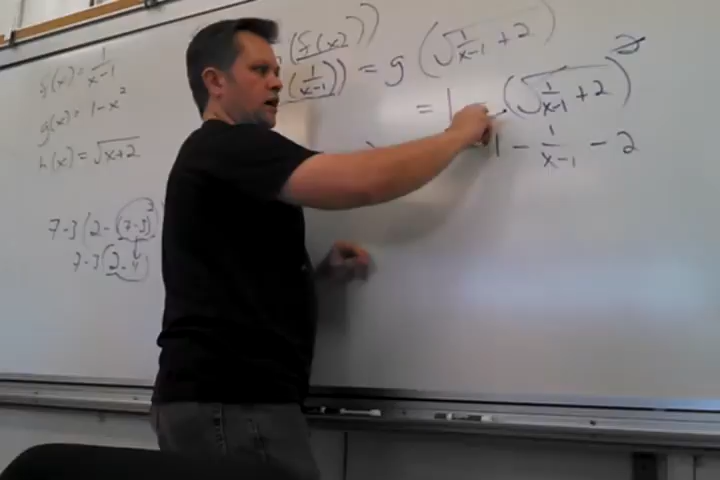 f(x) = 1/(x-1)
g(x) = 1-x²
h(x) = √(x+2)
7-3(2-(7-3)²
7-3(2-4)
(f(x)))
(1/(x-1))) = g(√(1/(x-1) + 2))
= 1 (√(1/(x-1) + 2))²
1 - 1/(x-1) - 2